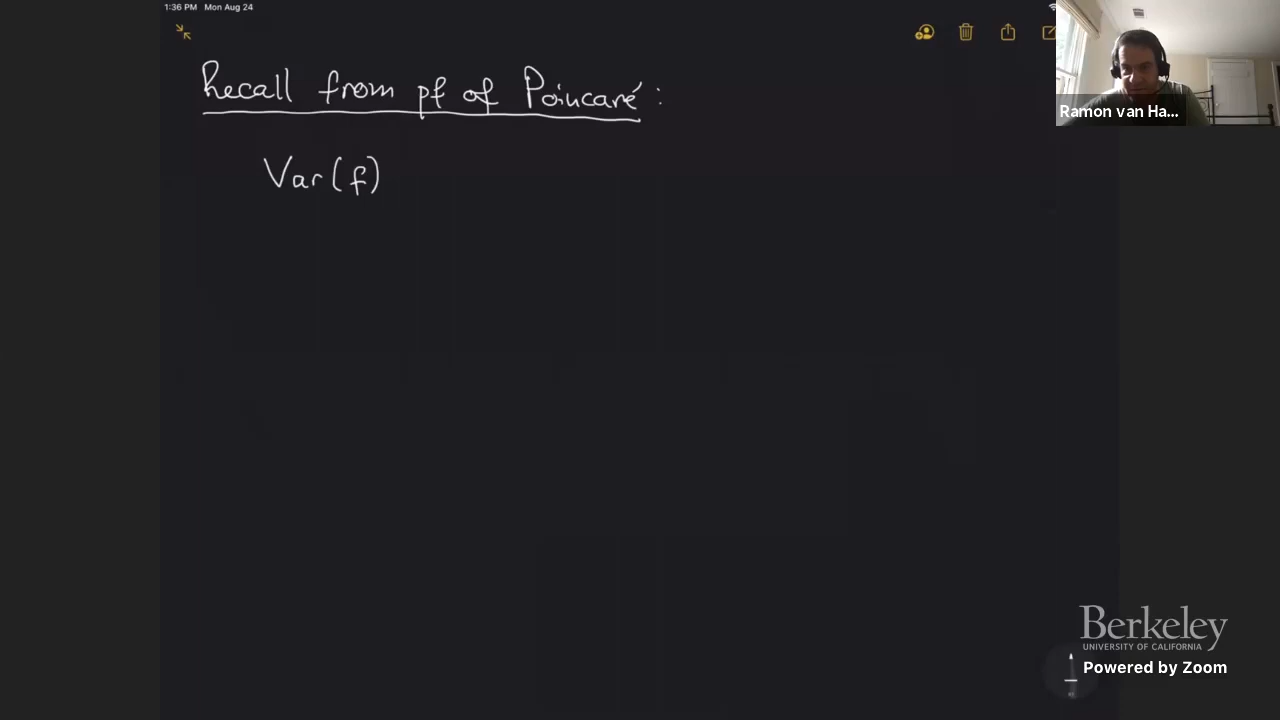 1:36 PM Mon Aug 24
Recall from pf of Poincaré :
Var(f)
Ramon van Ha...
Berkeley
UNIVERSITY OF CALIFORNIA
Powered by Zoom